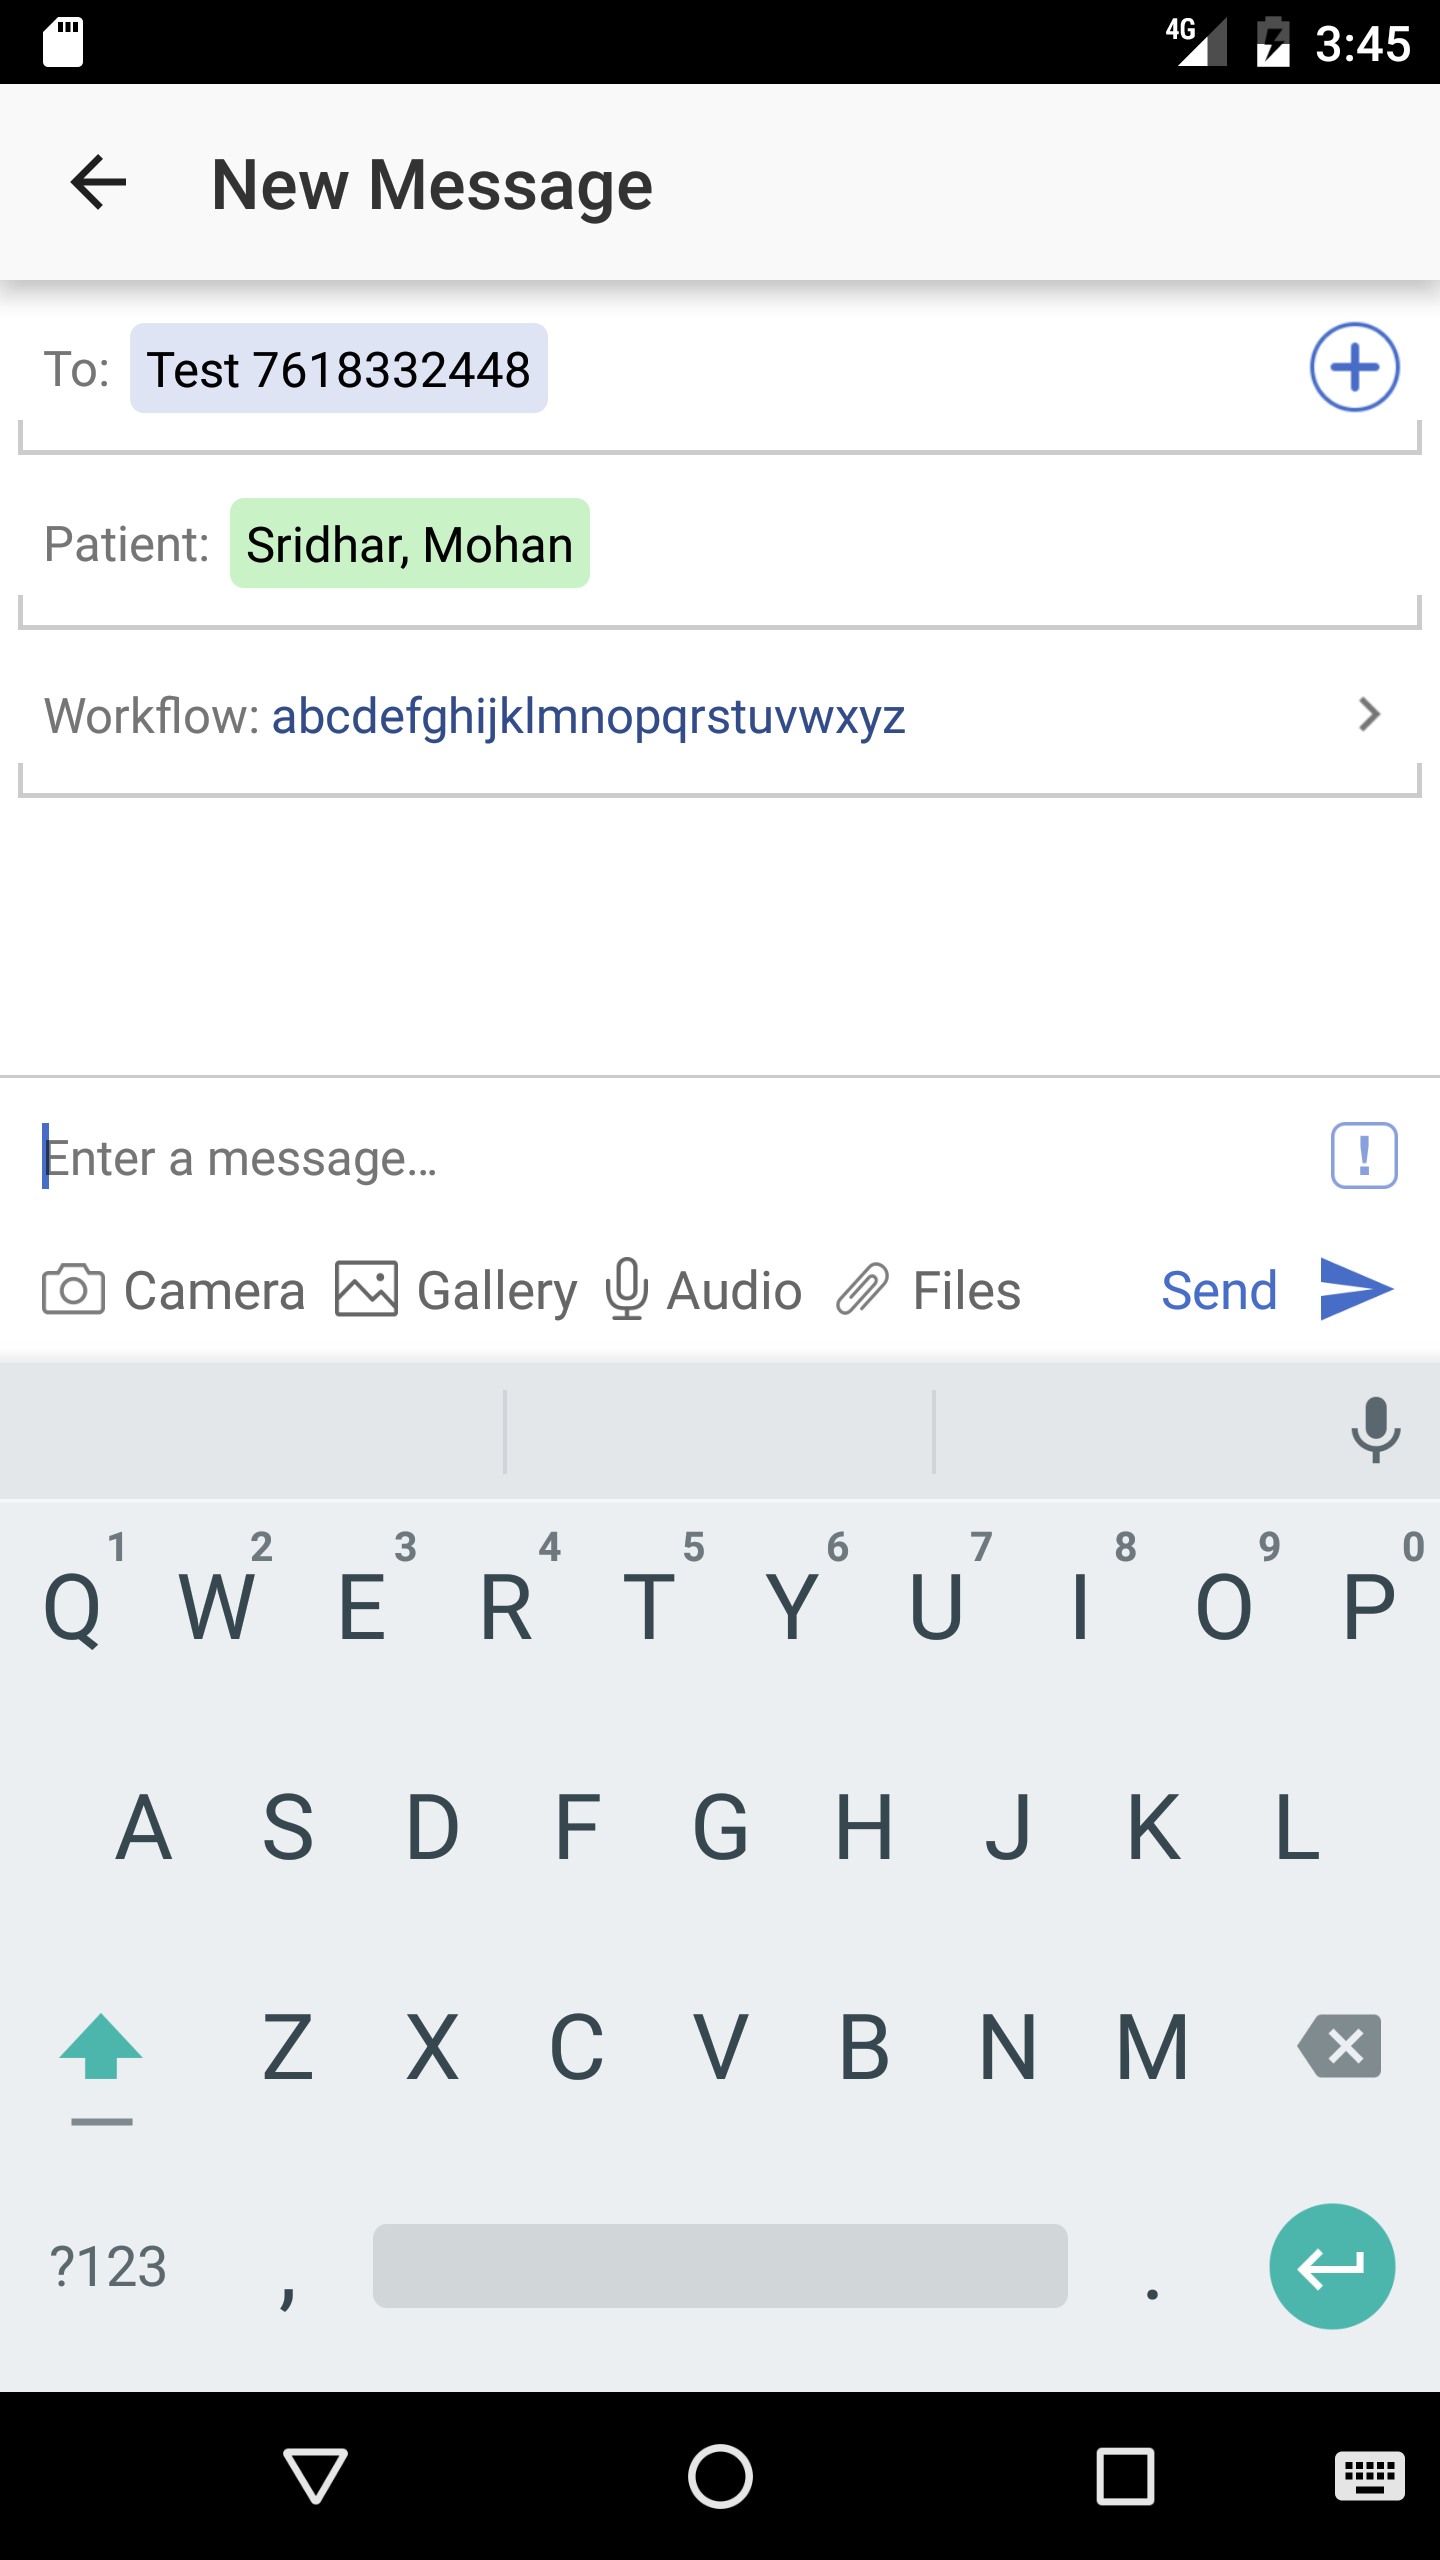 4G 3:45
New Message
To: Test 7618332448
Patient: Sridhar, Mohan
Workflow: abcdefghijklmnopqrstuvwxyz
Enter a message...
!
Camera Gallery Audio Files Send
1 2 3 4 5 6 7 8 9 0
Q W E R T Y U I O P
A S D F G H J K L
Z X C V B N M
?123 , .